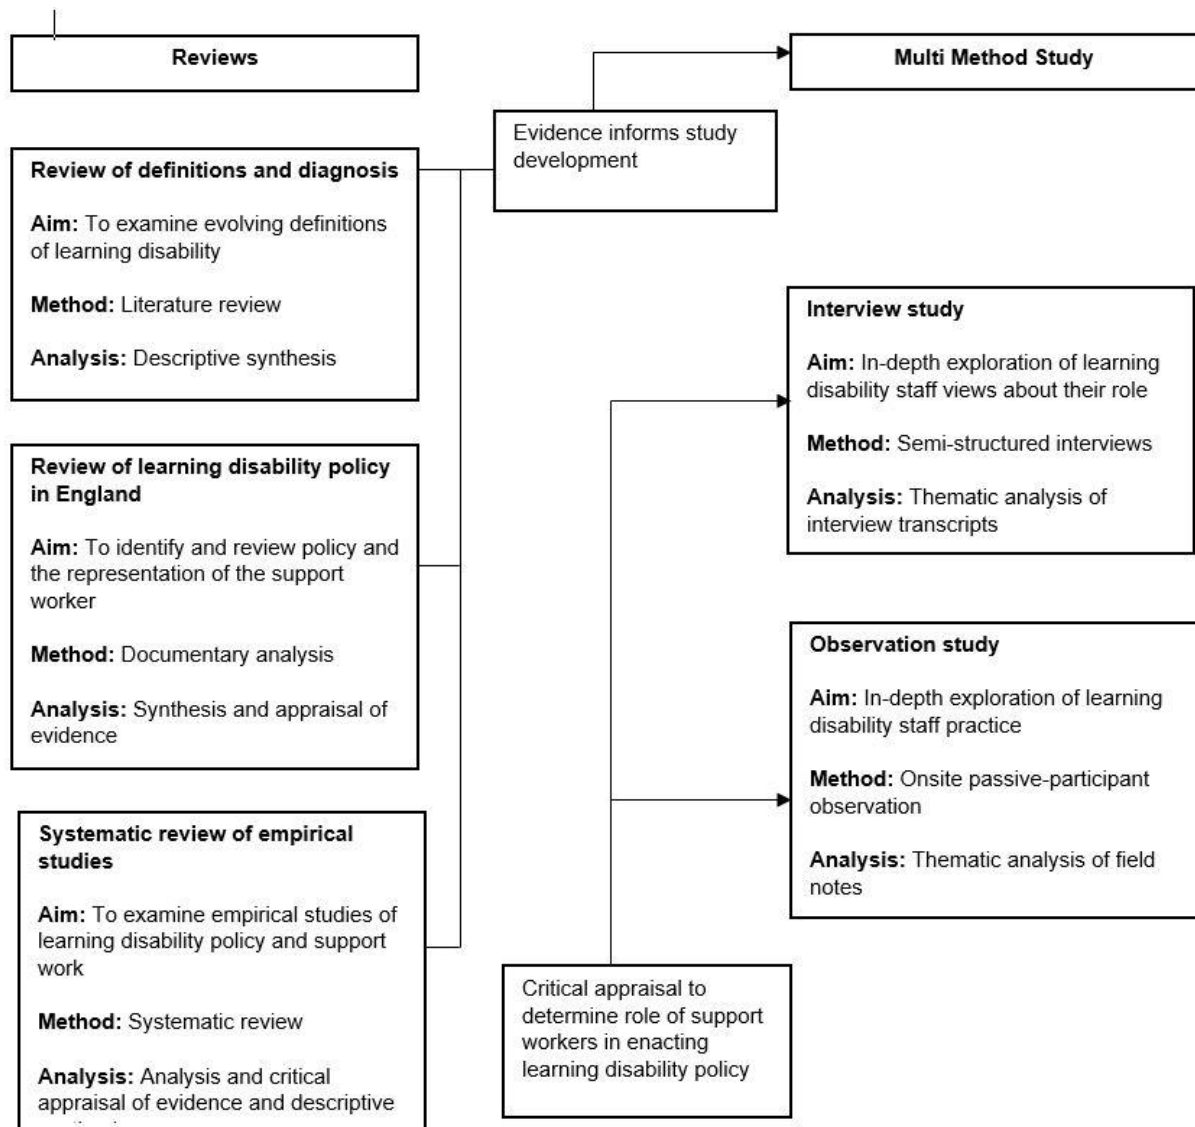 Reviews
Review of definitions and diagnosis
Aim: To examine evolving definitions
of learning disability
Method: Literature review
Analysis: Descriptive synthesis
Review of learning disability policy
in England
Aim: To identify and review policy and
the representation of the support
worker
Method: Documentary analysis
Analysis: Synthesis and appraisal of
evidence
Systematic review of empirical
studies
Aim: To examine empirical studies of
learning disability policy and support
work
Method: Systematic review
Analysis: Analysis and critical
appraisal of evidence and descriptive
Evidence informs study
development
Critical appraisal to
determine role of support
workers in enacting
learning disability policy
Multi Method Study
Interview study
Aim: In-depth exploration of learning
disability staff views about their role
Method: Semi-structured interviews
Analysis: Thematic analysis of
interview transcripts
Observation study
Aim: In-depth exploration of learning
disability staff practice
Method: Onsite passive-participant
observation
Analysis: Thematic analysis of field
notes